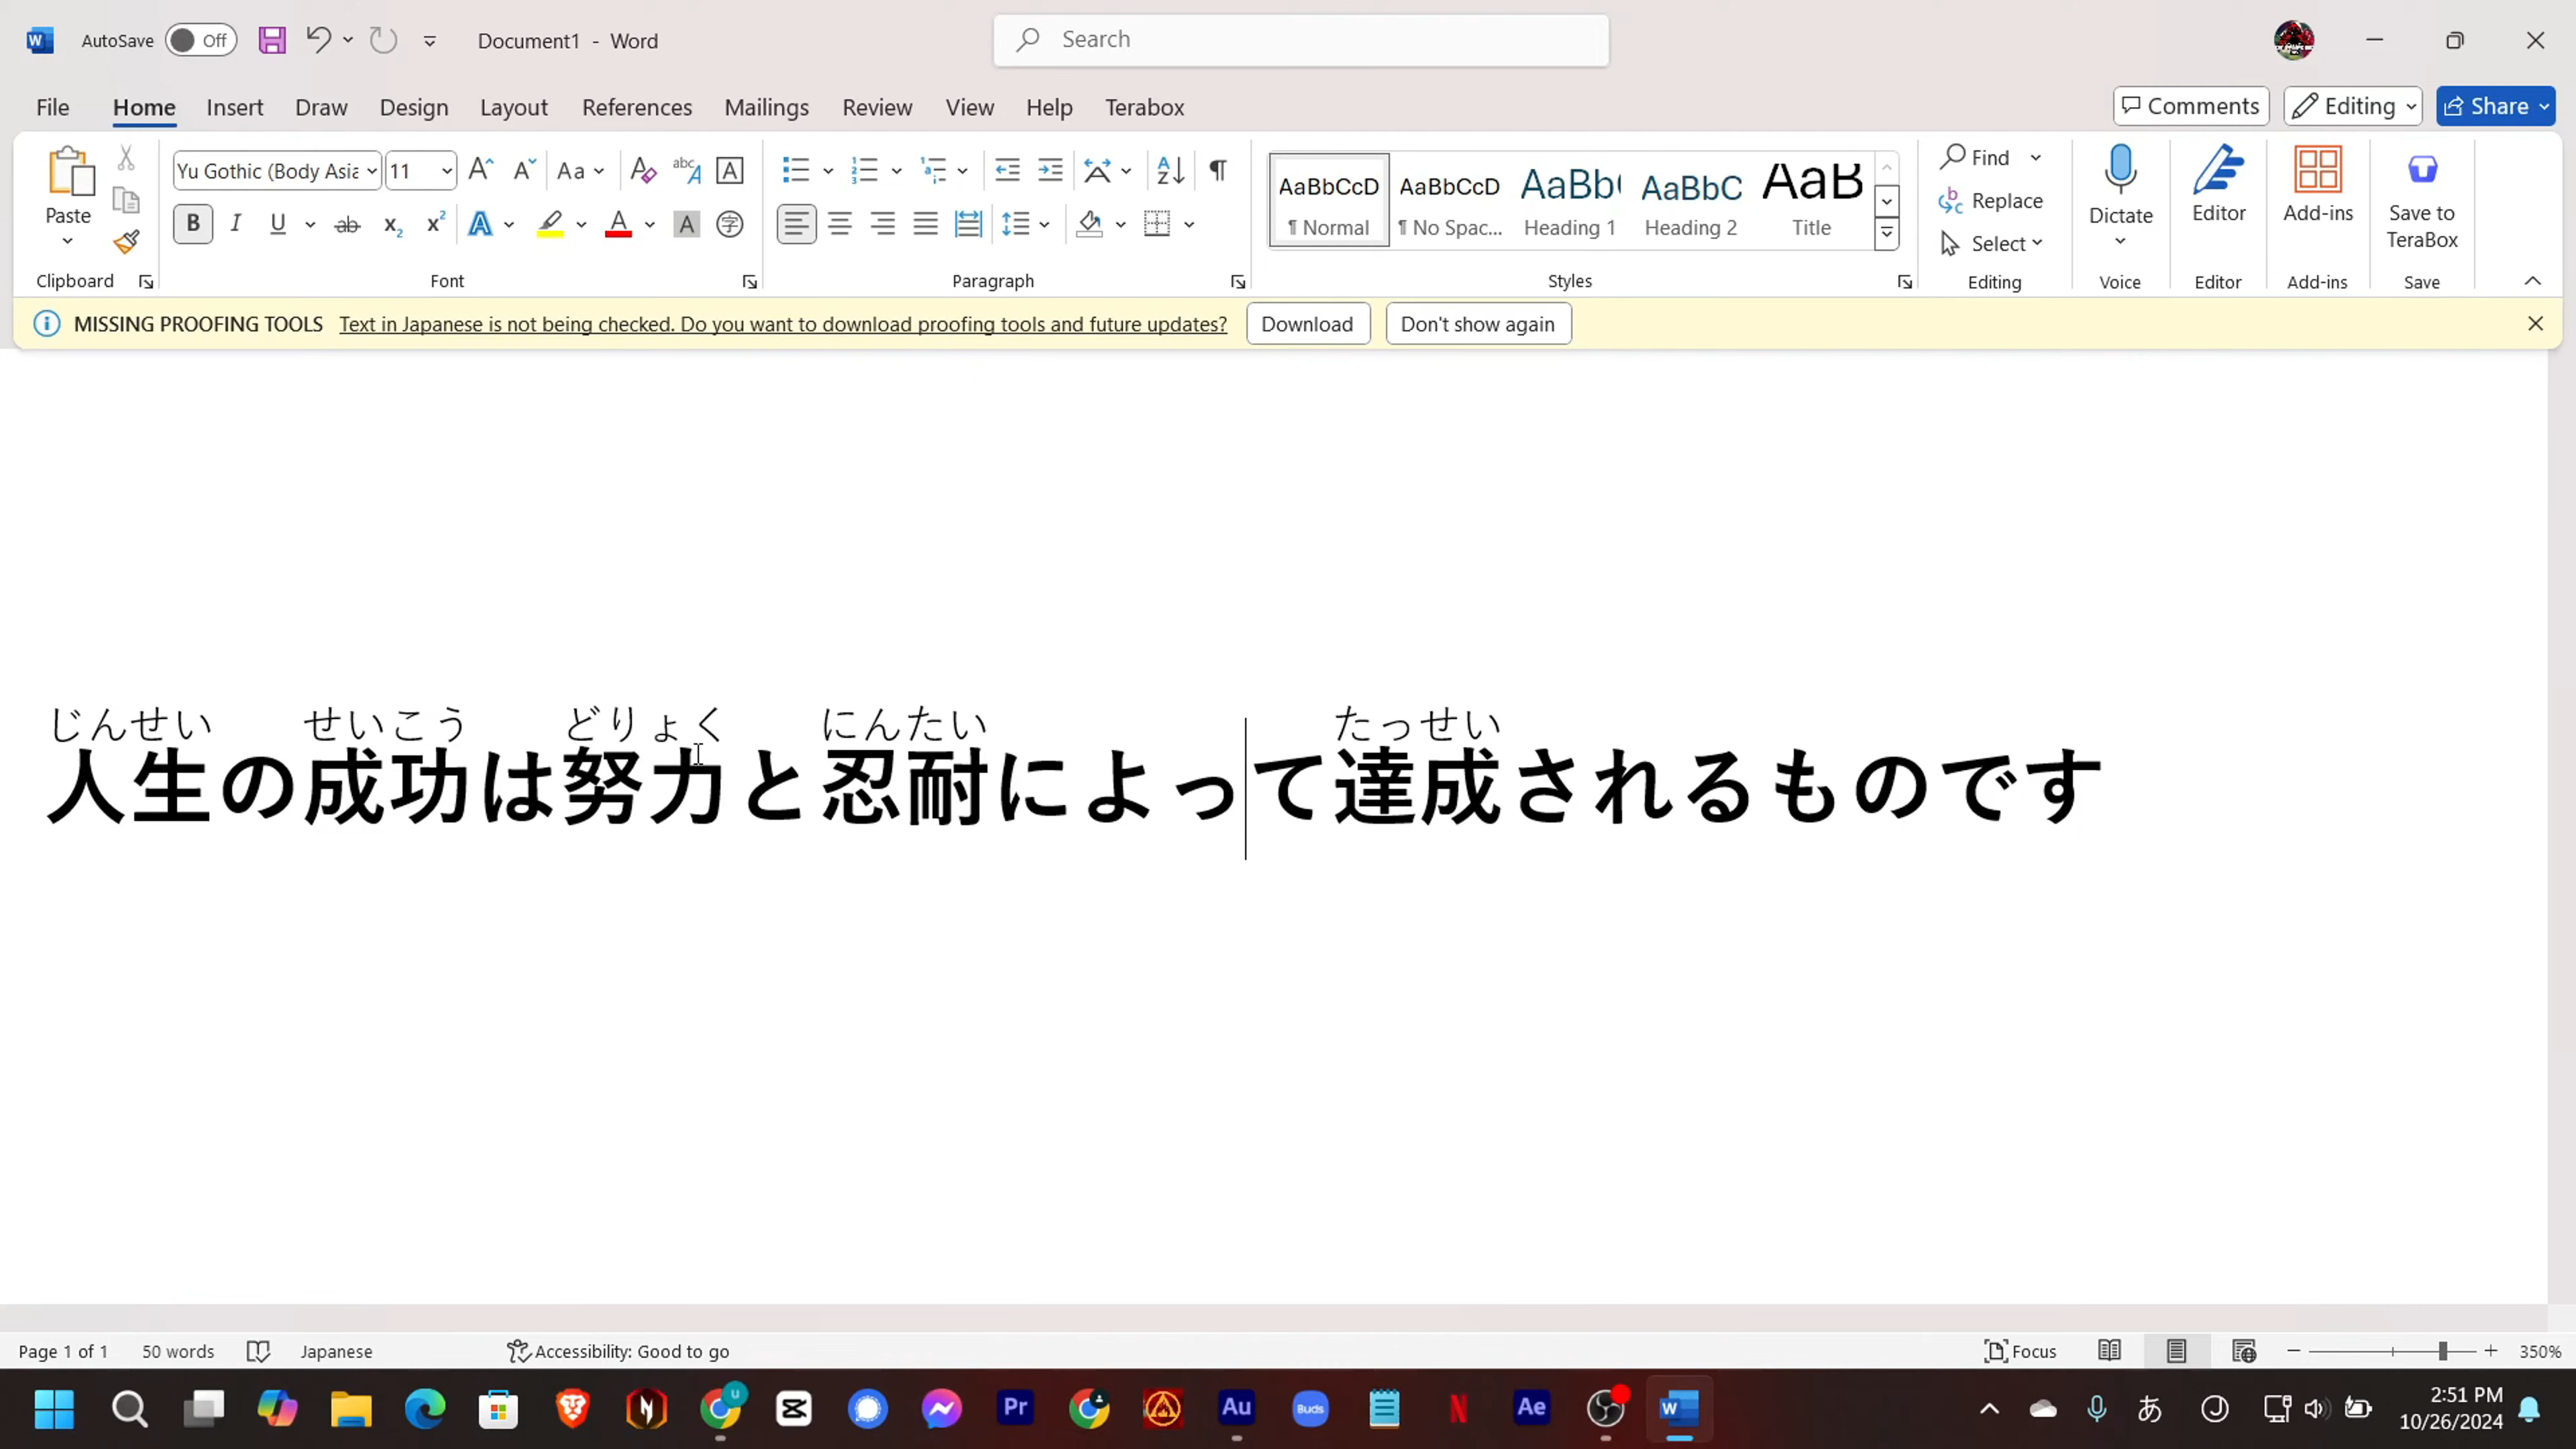 AutoSave Off Document1 - Word Search
File Home Insert Draw Design Layout References Mailings Review View Help Terabox Comments Editing Share
Paste
Clipboard
Yu Gothic (Body Asia 11
Font
Paragraph
AaBbCcD AaBbCcD AaBb( AaBbC AaB
¶ Normal ¶ No Spac... Heading 1 Heading 2 Title
Styles
Find
Replace
Select
Editing
Dictate
Voice
Editor
Editor
Add-ins
Add-ins
Save to
TeraBox
Save
MISSING PROOFING TOOLS Text in Japanese is not being checked. Do you want to download proofing tools and future updates? Download Don't show again
じんせい せいこう どりょく にんたい たっせい
人生の成功は努力と忍耐によって達成されるものです
Page 1 of 1 50 words Japanese Accessibility: Good to go Focus 350%
2:51 PM
10/26/2024